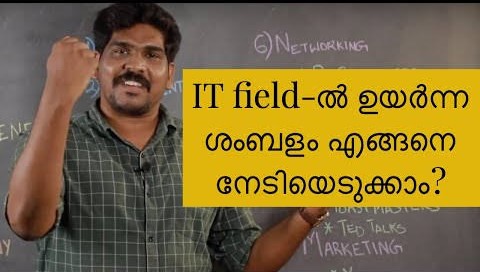 6) NETWORKING
IT field-ൽ ഉയർന്ന
ശംബളം എങ്ങനെ
നേടിയെടുക്കാം?
* TED TALKS
MARKETING